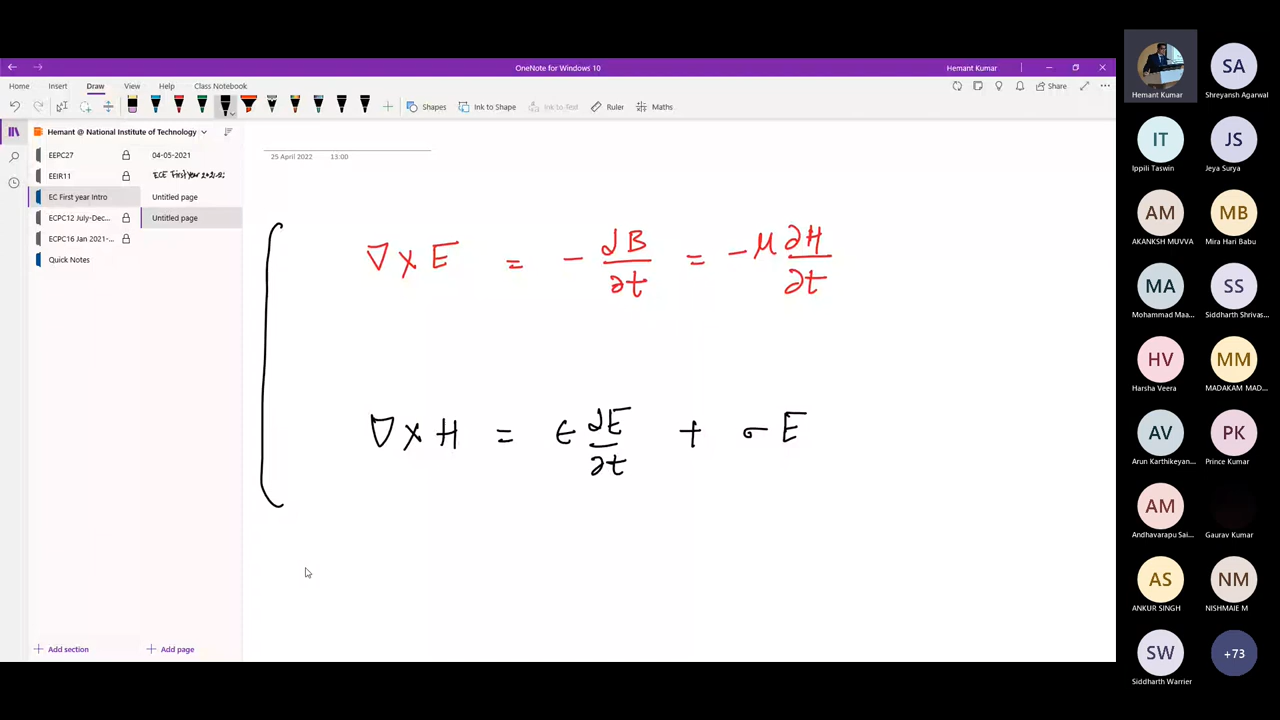 OneNote for Windows 10
Hemant Kumar
Home Insert Draw View Help Class Notebook
Share
Shapes Ink to Shape Ink to Text Ruler Maths
Hemant @ National Institute of Technology
EEPC27
EEIR11
EC First year Intro
ECPC12 July-Dec...
ECPC16 Jan 2021-...
Quick Notes
04-05-2021
ECE First Year 2021-22
Untitled page
Untitled page
Add section
Add page
25 April 2022 13:00
∇ × E = - ∂B/∂t = - μ ∂H/∂t
∇ × H = ϵ ∂E/∂t + σ E
Hemant Kumar
SA
Shreyansh Agarwal
IT
Ippili Taswin
JS
Jeya Surya
AM
AKANKSH MUVVA
MB
Mira Hari Babu
MA
Mohammad Maa...
SS
Siddharth Shrivas...
HV
Harsha Veera
MM
MADAKAM MAD...
AV
Arun Karthikeyan...
PK
Prince Kumar
AM
Andhavarapu Sai...
Gaurav Kumar
AS
ANKUR SINGH
NM
NISHMAIE M
SW
Siddharth Warrier
+73